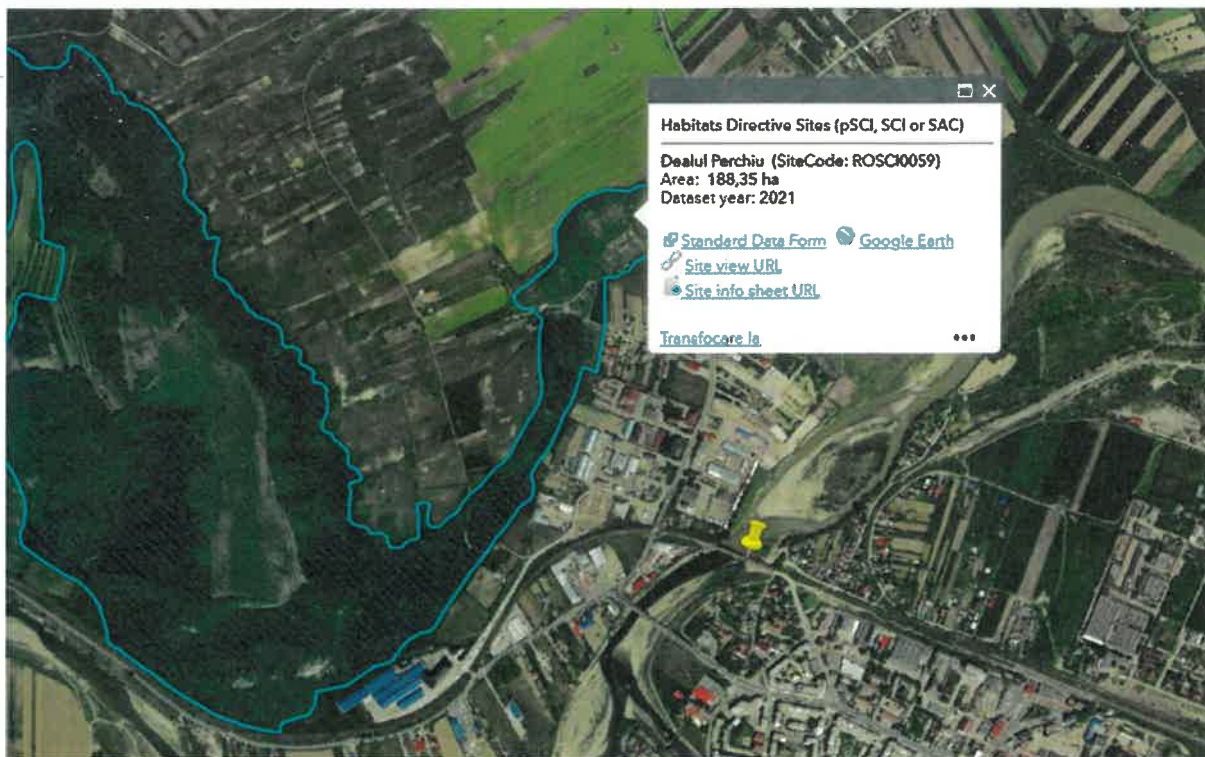 Habitats Directive Sites (pSCI, SCI or SAC)
Dealul Perchiu (SiteCode: ROSCI0059)
Area: 188,35 ha
Dataset year: 2021
Standard Data Form Google Earth
Site view URL
Site info sheet URL
Transfocare la